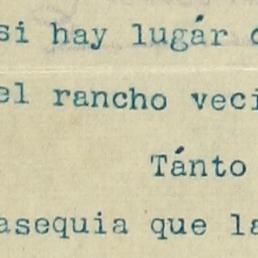 si hay lugár
el rancho veci
Tánto
asequia que la